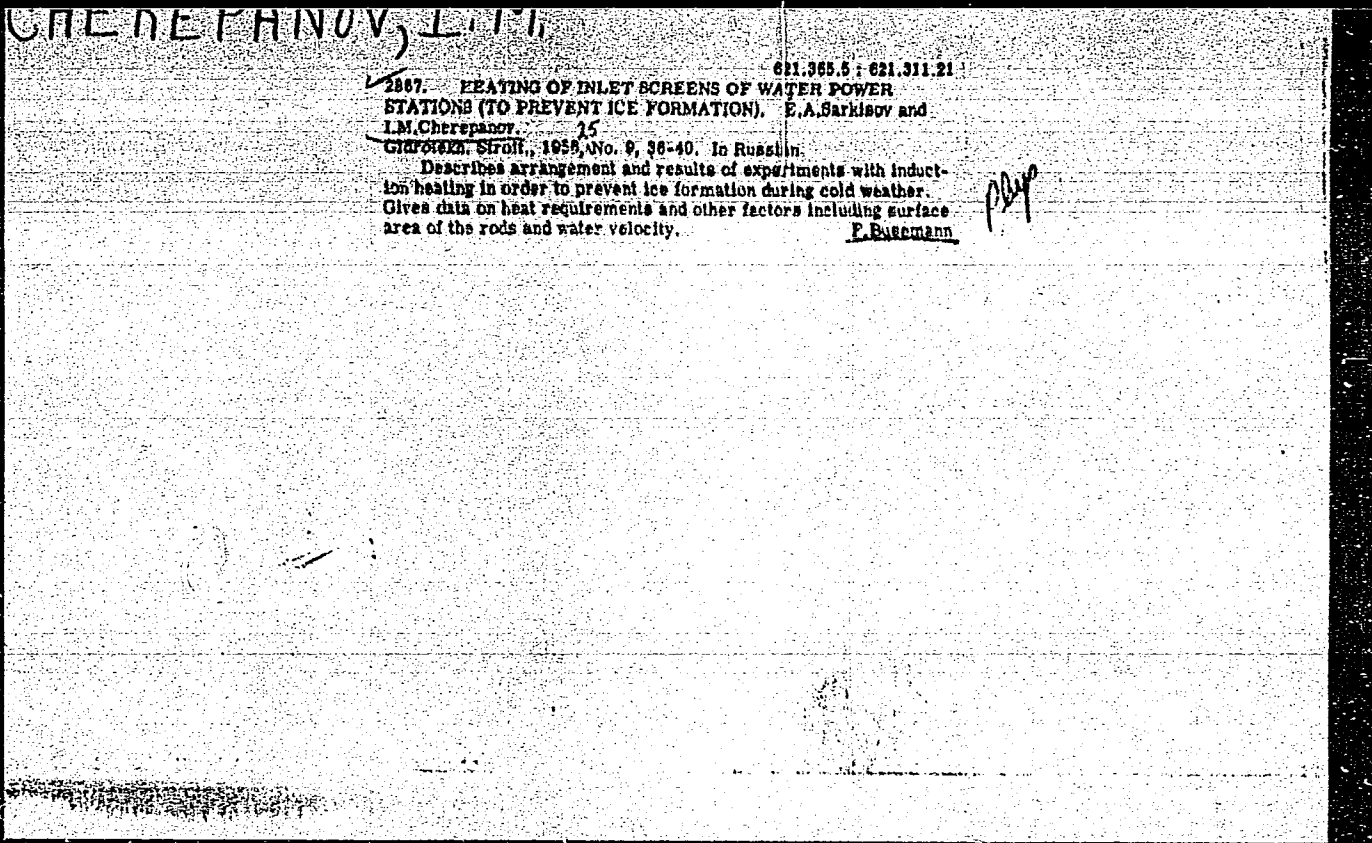 CHEREPANOV, I.M.
621.365.5 : 621.311.21
2887. HEATING OF INLET SCREENS OF WATER POWER
STATIONS (TO PREVENT ICE FORMATION). E.A.Sarkisov and
I.M.Cherepanov.
25
Gidrotekh. Stroit., 1956, No. 9, 36-40. In Russian.
Describes arrangement and results of experiments with induct-
ion heating in order to prevent ice formation during cold weather.
Gives data on heat requirements and other factors including surface
area of the rods and water velocity.
F.Busemann